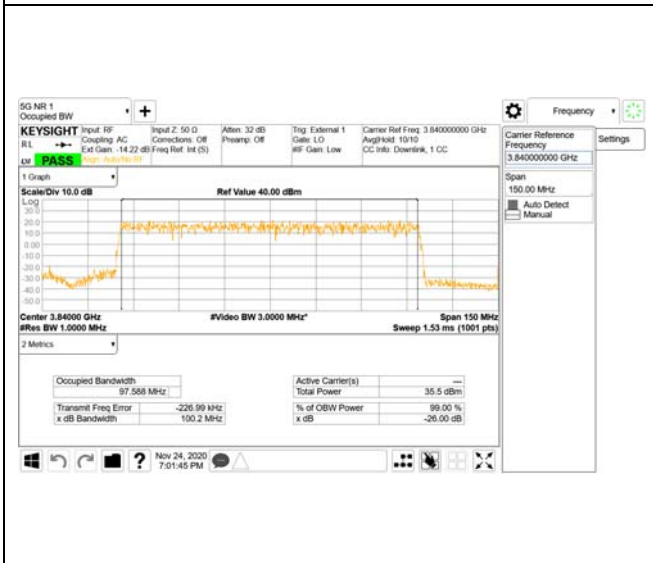 5G NR 1
Occupied BW
Frequency
KEYSIGHT
Input: RF
Coupling: AC
Ext Gain: -14.22 dB
Align: Auto/No RF
Input Z: 50 Ω
Corrections: Off
Freq Ref: Int (S)
Atten: 32 dB
Preamp: Off
Trig: External 1
Gate: LO
#IF Gain: Low
Carrier Ref Freq: 3.840000000 GHz
Avg|Hold: 10/10
CC Info: Downlink, 1 CC
RL
PASS
Carrier Reference
Frequency
3.840000000 GHz
Settings
Span
150.00 MHz
Auto Detect
Manual
1 Graph
Scale/Div 10.0 dB
Ref Value 40.00 dBm
Log
30.0
20.0
10.0
0.00
-10.0
-20.0
-30.0
-40.0
-50.0
Center 3.84000 GHz
#Video BW 3.0000 MHz*
Span 150 MHz
#Res BW 1.0000 MHz
Sweep 1.53 ms (1001 pts)
2 Metrics
Occupied Bandwidth
97.588 MHz
Active Carrier(s)
---
Total Power
35.5 dBm
Transmit Freq Error
-226.99 kHz
% of OBW Power
99.00 %
x dB Bandwidth
100.2 MHz
x dB
-26.00 dB
?
Nov 24, 2020
7:01:45 PM